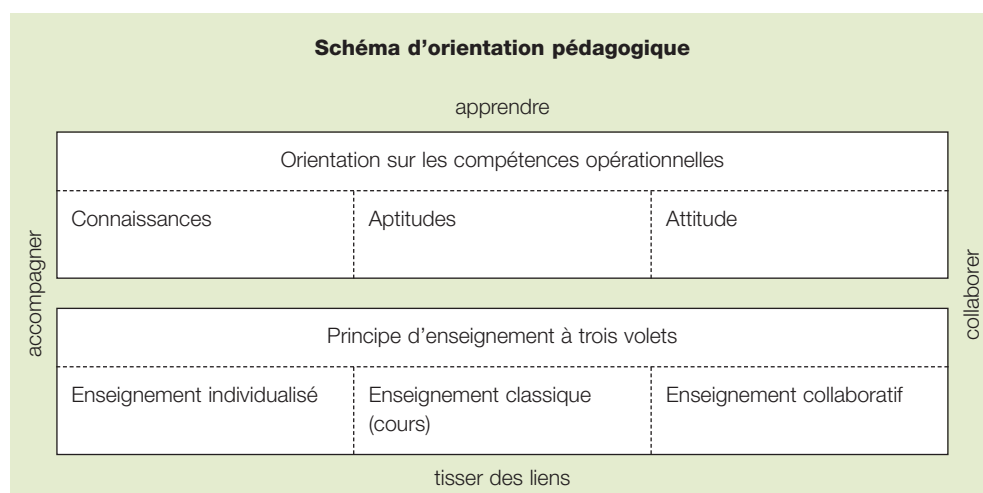 Schéma d'orientation pédagogique
apprendre
Orientation sur les compétences opérationnelles
Connaissances
Aptitudes
Attitude
accompagner
collaborer
Principe d'enseignement à trois volets
Enseignement individualisé
Enseignement classique
(cours)
Enseignement collaboratif
tisser des liens